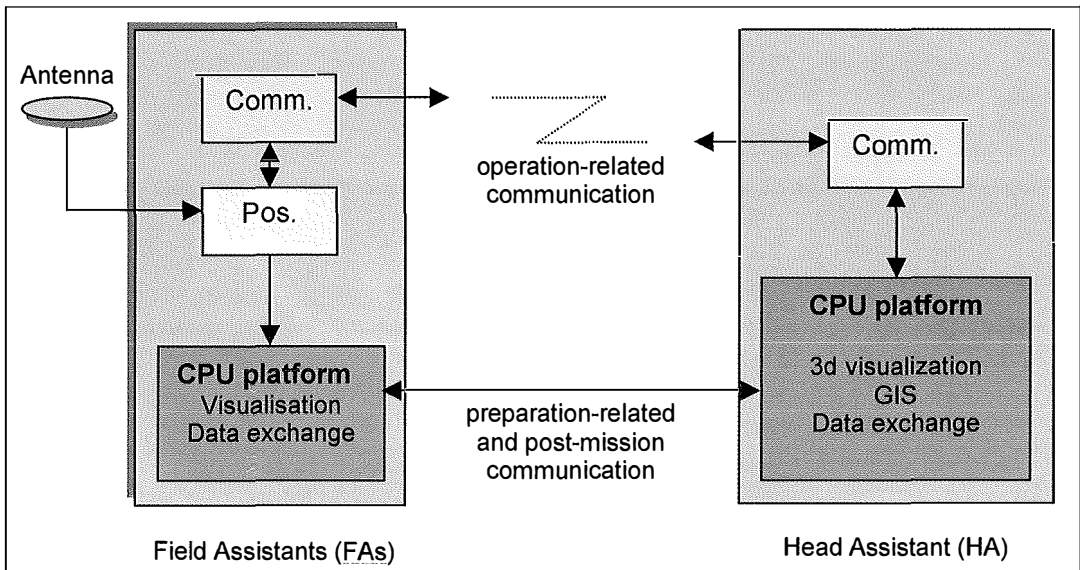 Antenna
Comm.
Pos.
CPU platform
Visualisation
Data exchange
Field Assistants (FAs)
operation-related
communication
preparation-related
and post-mission
communication
Comm.
CPU platform
3d visualization
GIS
Data exchange
Head Assistant (HA)